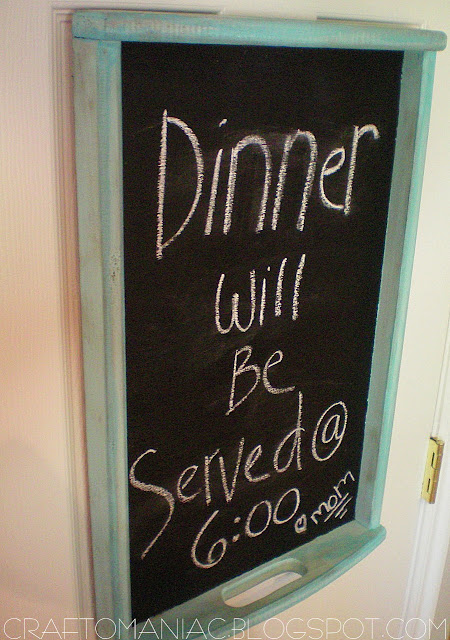 Dinner
Will
Be
Served @
6:00
♡ mom
CRAFTOMANIAC.BLOGSPOT.COM